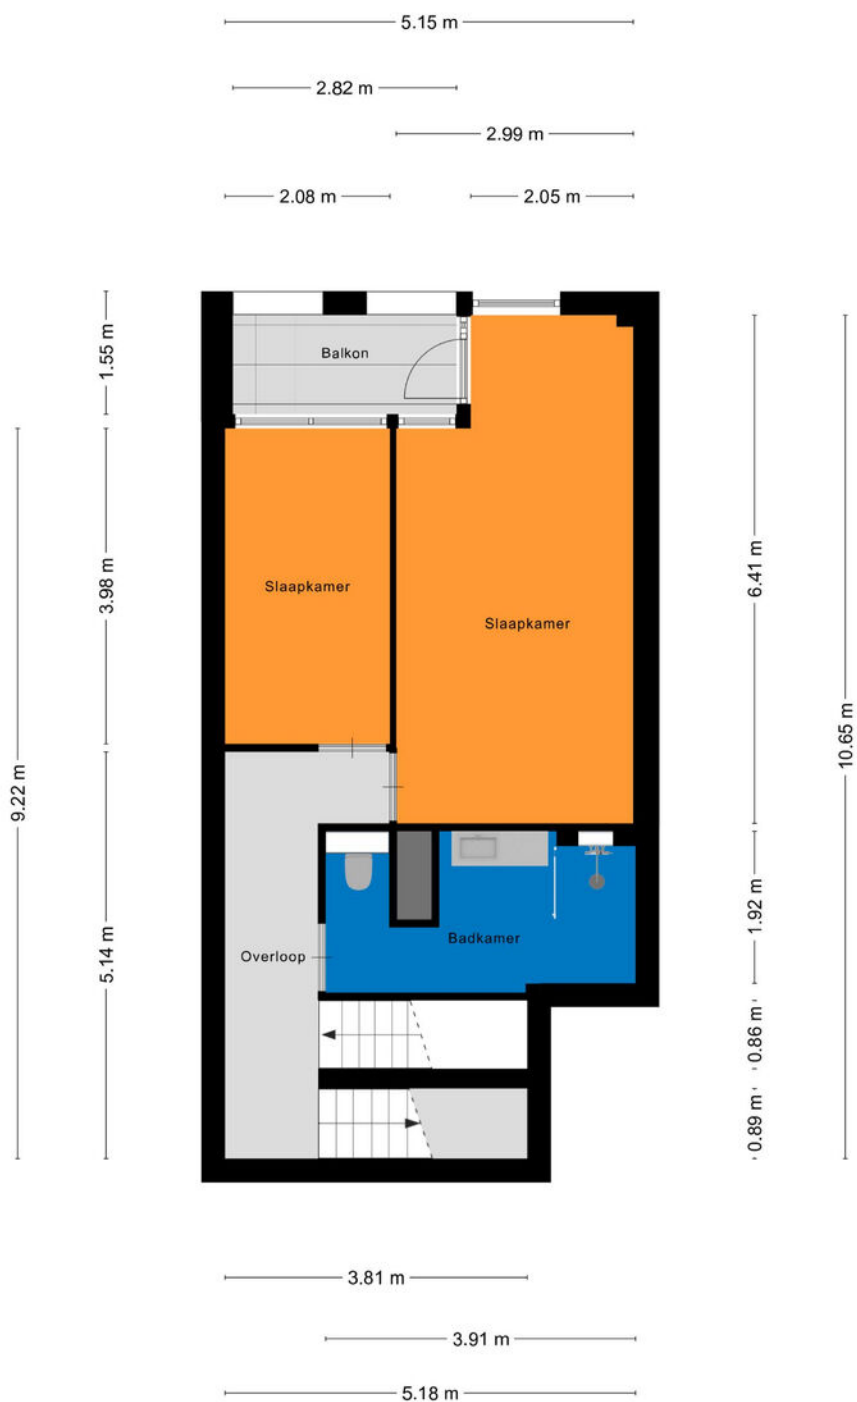 5.15 m
2.82 m
2.99 m
2.08 m
2.05 m
1.55 m
Balkon
3.98 m
6.41 m
Slaapkamer
Slaapkamer
9.22 m
10.65 m
5.14 m
1.92 m
Badkamer
Overloop
0.86 m
0.89 m
3.81 m
3.91 m
5.18 m